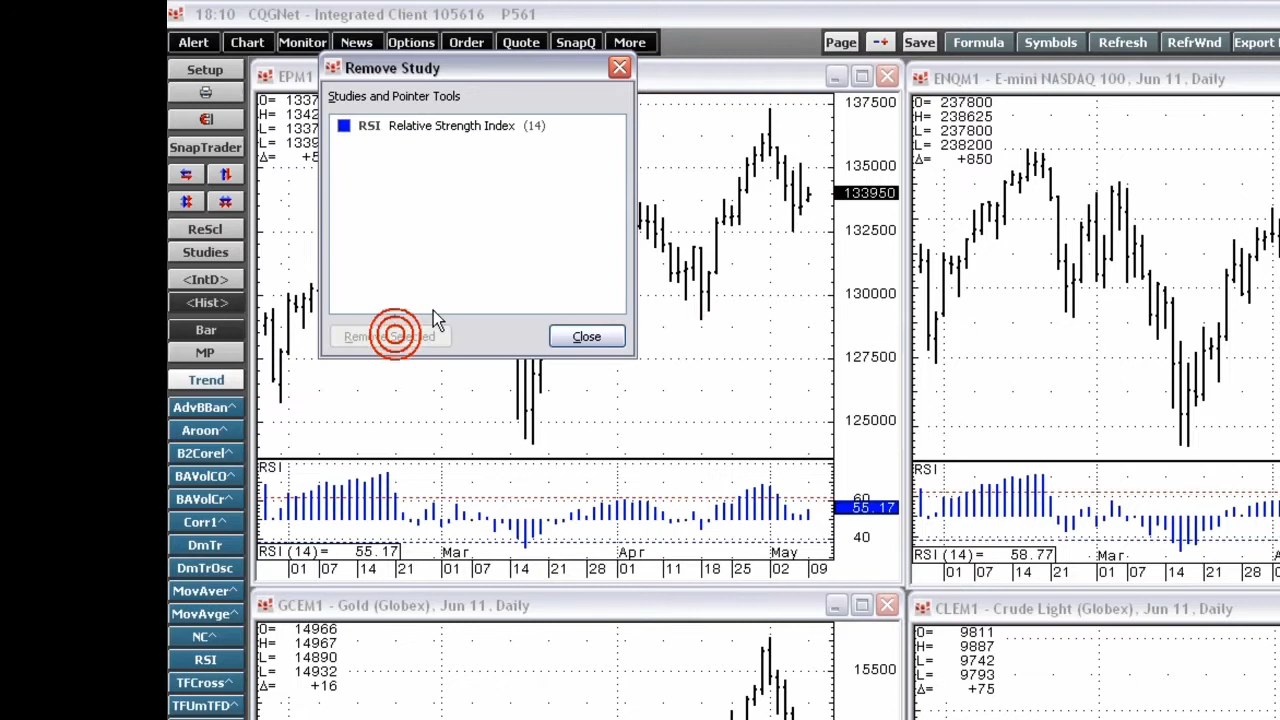 18:10 CQGNet - Integrated Client 105616 P561
Alert Chart Monitor News Options Order Quote SnapQ More Page -+ Save Formula Symbols Refresh RefrWnd Export
Setup
SnapTrader
ReScl
Studies
<IntD>
<Hist>
Bar
MP
Trend
AdvBBan^
Aroon^
B2Corel^
BAVolCO^
BAVolCr^
Corr1^
DmTr
DmTrOsc
MovAver^
MovAvge^
NC^
RSI
TFCross^
TFUmTFD^
EPM1
O= 1337
H= 1342
L= 1337
L= 1339
Δ= +5
Remove Study
Studies and Pointer Tools
RSI Relative Strength Index (14)
Remove Selected
Close
137500
135000
133950
132500
130000
127500
125000
RSI
60
55.17
40
RSI(14)= 55.17
Mar Apr May
01 07 14 21 01 07 14 21 28 01 11 18 25 02 09
ENQM1 - E-mini NASDAQ 100, Jun 11, Daily
O= 237800
H= 238625
L= 237800
L= 238200
Δ= +850
RSI
RSI(14)= 58.77
Mar
01 07 14 21 01 07 14 21 28
GCEM1 - Gold (Globex), Jun 11, Daily
O= 14966
H= 14967
L= 14890
L= 14932
Δ= +16
15500
CLEM1 - Crude Light (Globex), Jun 11, Daily
O= 9811
H= 9887
L= 9742
L= 9793
Δ= +75